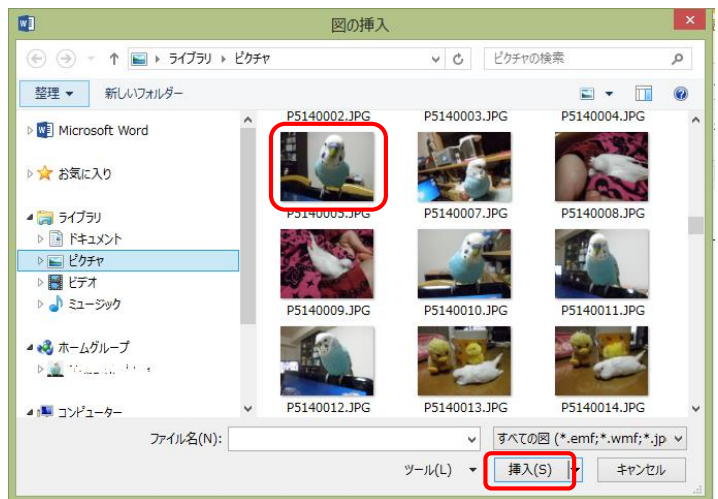 図の挿入
ライブラリ ピクチャ
ピクチャの検索
整理 新しいフォルダー
Microsoft Word
お気に入り
ライブラリ
ドキュメント
ピクチャ
ビデオ
ミュージック
ホームグループ
コンピューター
P5140002.JPG P5140003.JPG P5140004.JPG
P5140005.JPG P5140007.JPG P5140008.JPG
P5140009.JPG P5140010.JPG P5140011.JPG
P5140012.JPG P5140013.JPG P5140014.JPG
ファイル名(N):
すべての図 (*.emf;*.wmf;*.jp
ツール(L) 挿入(S) キャンセル